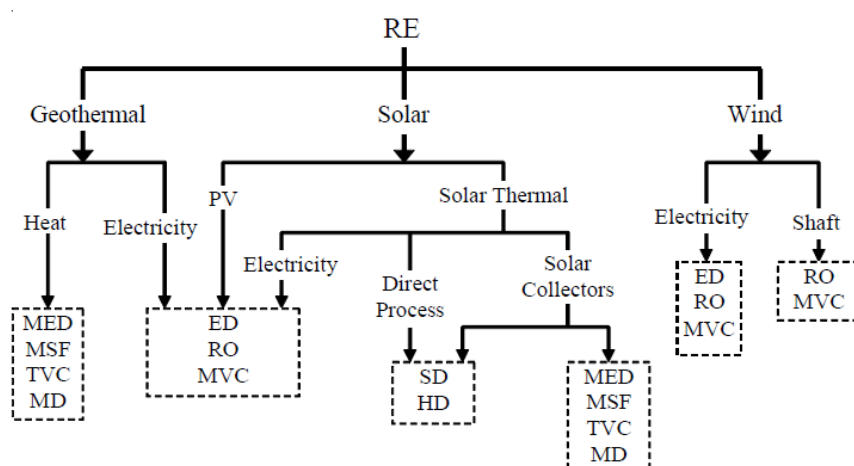 RE
Geothermal
Solar
Wind
PV
Solar Thermal
Heat
Electricity
Electricity
Shaft
Electricity
Direct
Process
Solar
Collectors
MED
MSF
TVC
MD
ED
RO
MVC
SD
HD
MED
MSF
TVC
MD
ED
RO
MVC
RO
MVC